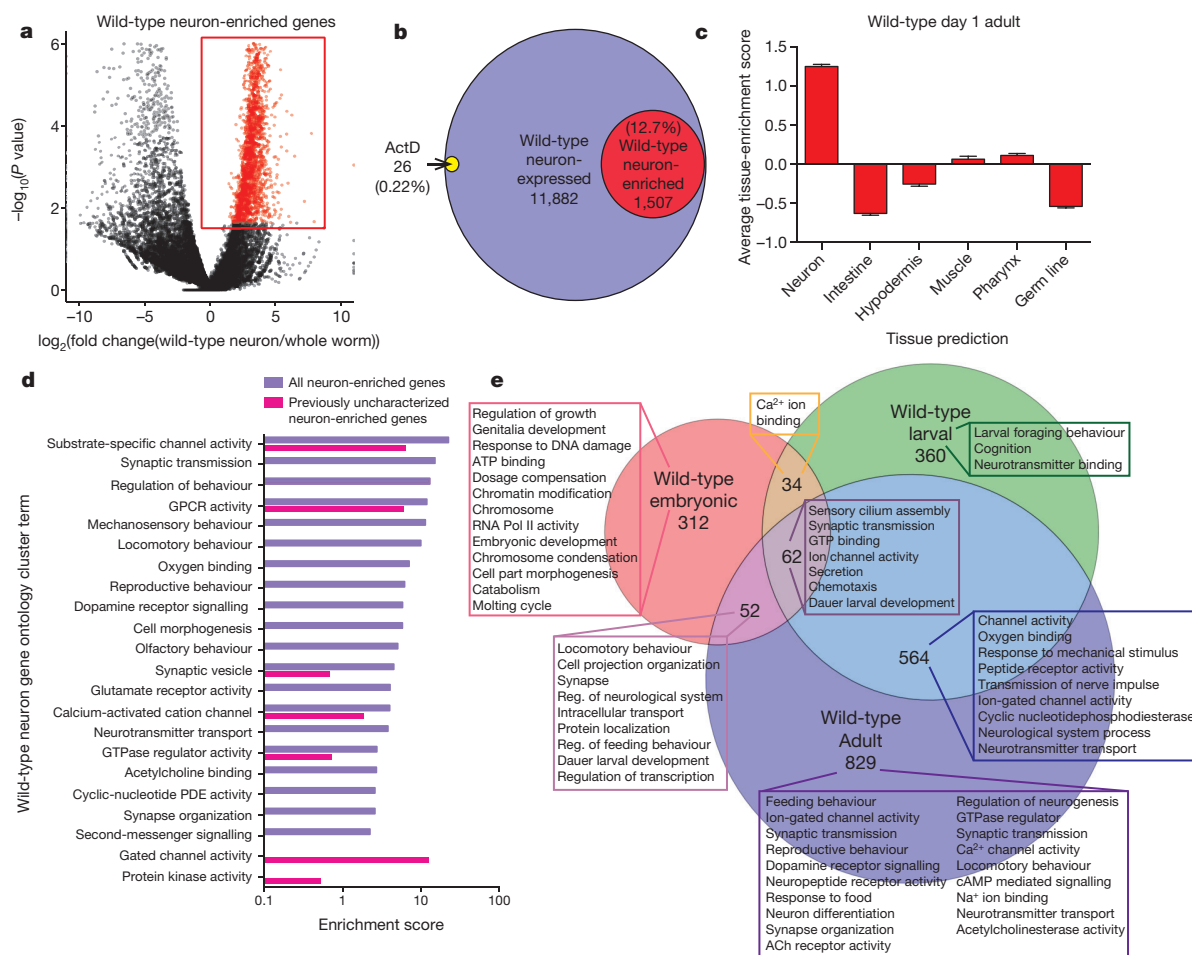 a
Wild-type neuron-enriched genes
6
4
2
0
–log10(P value)
–10
–5
0
5
10
log2(fold change(wild-type neuron/whole worm))
b
ActD
26
(0.22%)
Wild-type
neuron-
expressed
11,882
(12.7%)
Wild-type
neuron-
enriched
1,507
c
Wild-type day 1 adult
Average tissue-enrichment score
1.5
1.0
0.5
0.0
–0.5
–1.0
Neuron
Intestine
Hypodermis
Muscle
Pharynx
Germ line
Tissue prediction
d
All neuron-enriched genes
Previously uncharacterized
neuron-enriched genes
Wild-type neuron gene ontology cluster term
Substrate-specific channel activity
Synaptic transmission
Regulation of behaviour
GPCR activity
Mechanosensory behaviour
Locomotory behaviour
Oxygen binding
Reproductive behaviour
Dopamine receptor signalling
Cell morphogenesis
Olfactory behaviour
Synaptic vesicle
Glutamate receptor activity
Calcium-activated cation channel
Neurotransmitter transport
GTPase regulator activity
Acetylcholine binding
Cyclic-nucleotide PDE activity
Synapse organization
Second-messenger signalling
Gated channel activity
Protein kinase activity
0.1
1
10
100
Enrichment score
e
Regulation of growth
Genitalia development
Response to DNA damage
ATP binding
Dosage compensation
Chromatin modification
Chromosome
RNA Pol II activity
Embryonic development
Chromosome condensation
Cell part morphogenesis
Catabolism
Molting cycle
Wild-type
embryonic
312
Ca2+ ion
binding
34
Wild-type
larval
360
Larval foraging behaviour
Cognition
Neurotransmitter binding
62
Sensory cilium assembly
Synaptic transmission
GTP binding
Ion channel activity
Secretion
Chemotaxis
Dauer larval development
52
Locomotory behaviour
Cell projection organization
Synapse
Reg. of neurological system
Intracellular transport
Protein localization
Reg. of feeding behaviour
Dauer larval development
Regulation of transcription
564
Channel activity
Oxygen binding
Response to mechanical stimulus
Peptide receptor activity
Transmission of nerve impulse
Ion-gated channel activity
Cyclic nucleotidephosphodiesterase
Neurological system process
Neurotransmitter transport
Wild-type
Adult
829
Feeding behaviour
Ion-gated channel activity
Synaptic transmission
Reproductive behaviour
Dopamine receptor signalling
Neuropeptide receptor activity
Response to food
Neuron differentiation
Synapse organization
ACh receptor activity
Regulation of neurogenesis
GTPase regulator
Synaptic transmission
Ca2+ channel activity
Locomotory behaviour
cAMP mediated signalling
Na+ ion binding
Neurotransmitter transport
Acetylcholinesterase activity